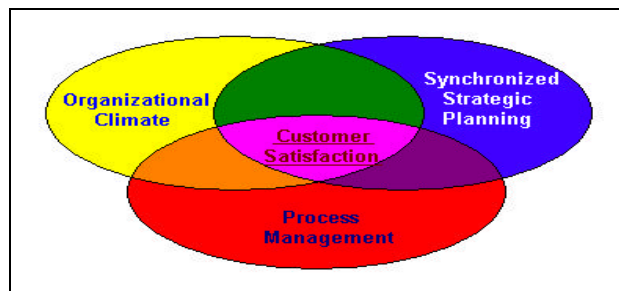 Organizational
Climate
Synchronized
Strategic
Planning
Customer
Satisfaction
Process
Management